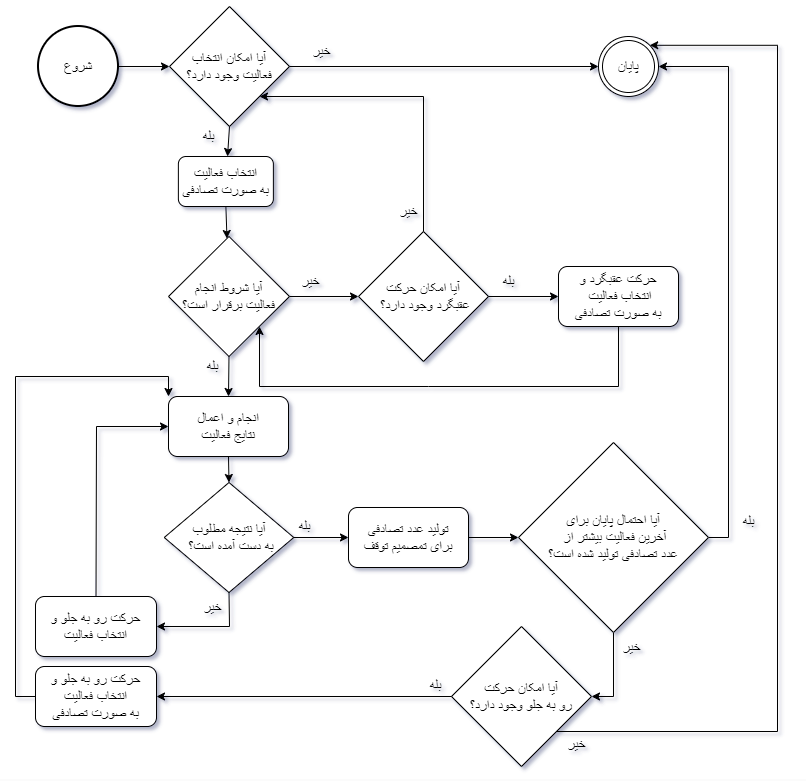 شروع
آیا امکان انتخاب
فعالیت وجود دارد؟
خیر
پایان
بله
انتخاب فعالیت
به صورت تصادفی
آیا شروط انجام
فعالیت برقرار است؟
خیر
آیا امکان حرکت
عقبگرد وجود دارد؟
خیر
بله
حرکت عقبگرد و
انتخاب فعالیت
به صورت تصادفی
بله
انجام و اعمال
نتایج فعالیت
آیا نتیجه مطلوب
به دست آمده است؟
بله
تولید عدد تصادفی
برای تمصمیم توقف
آیا احتمال پایان برای
آخرین فعالیت بیشتر از
عدد تصادفی تولید شده است؟
بله
خیر
حرکت رو به جلو و
انتخاب فعالیت
خیر
آیا امکان حرکت
رو به جلو وجود دارد؟
بله
حرکت رو به جلو و
انتخاب فعالیت
به صورت تصادفی
خیر